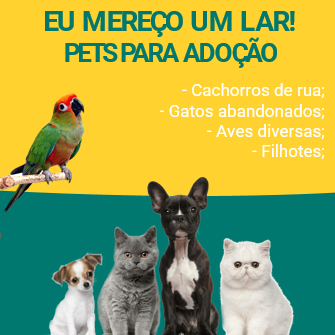 EU MEREÇO UM LAR!
PETS PARA ADOÇÃO
- Cachorros de rua;
- Gatos abandonados;
- Aves diversas;
- Filhotes;